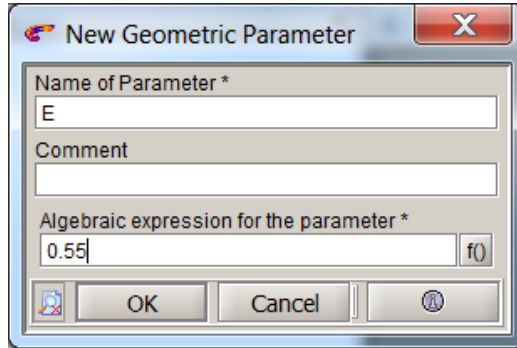 New Geometric Parameter
Name of Parameter *
E
Comment
Algebraic expression for the parameter *
0.55
f()
OK
Cancel